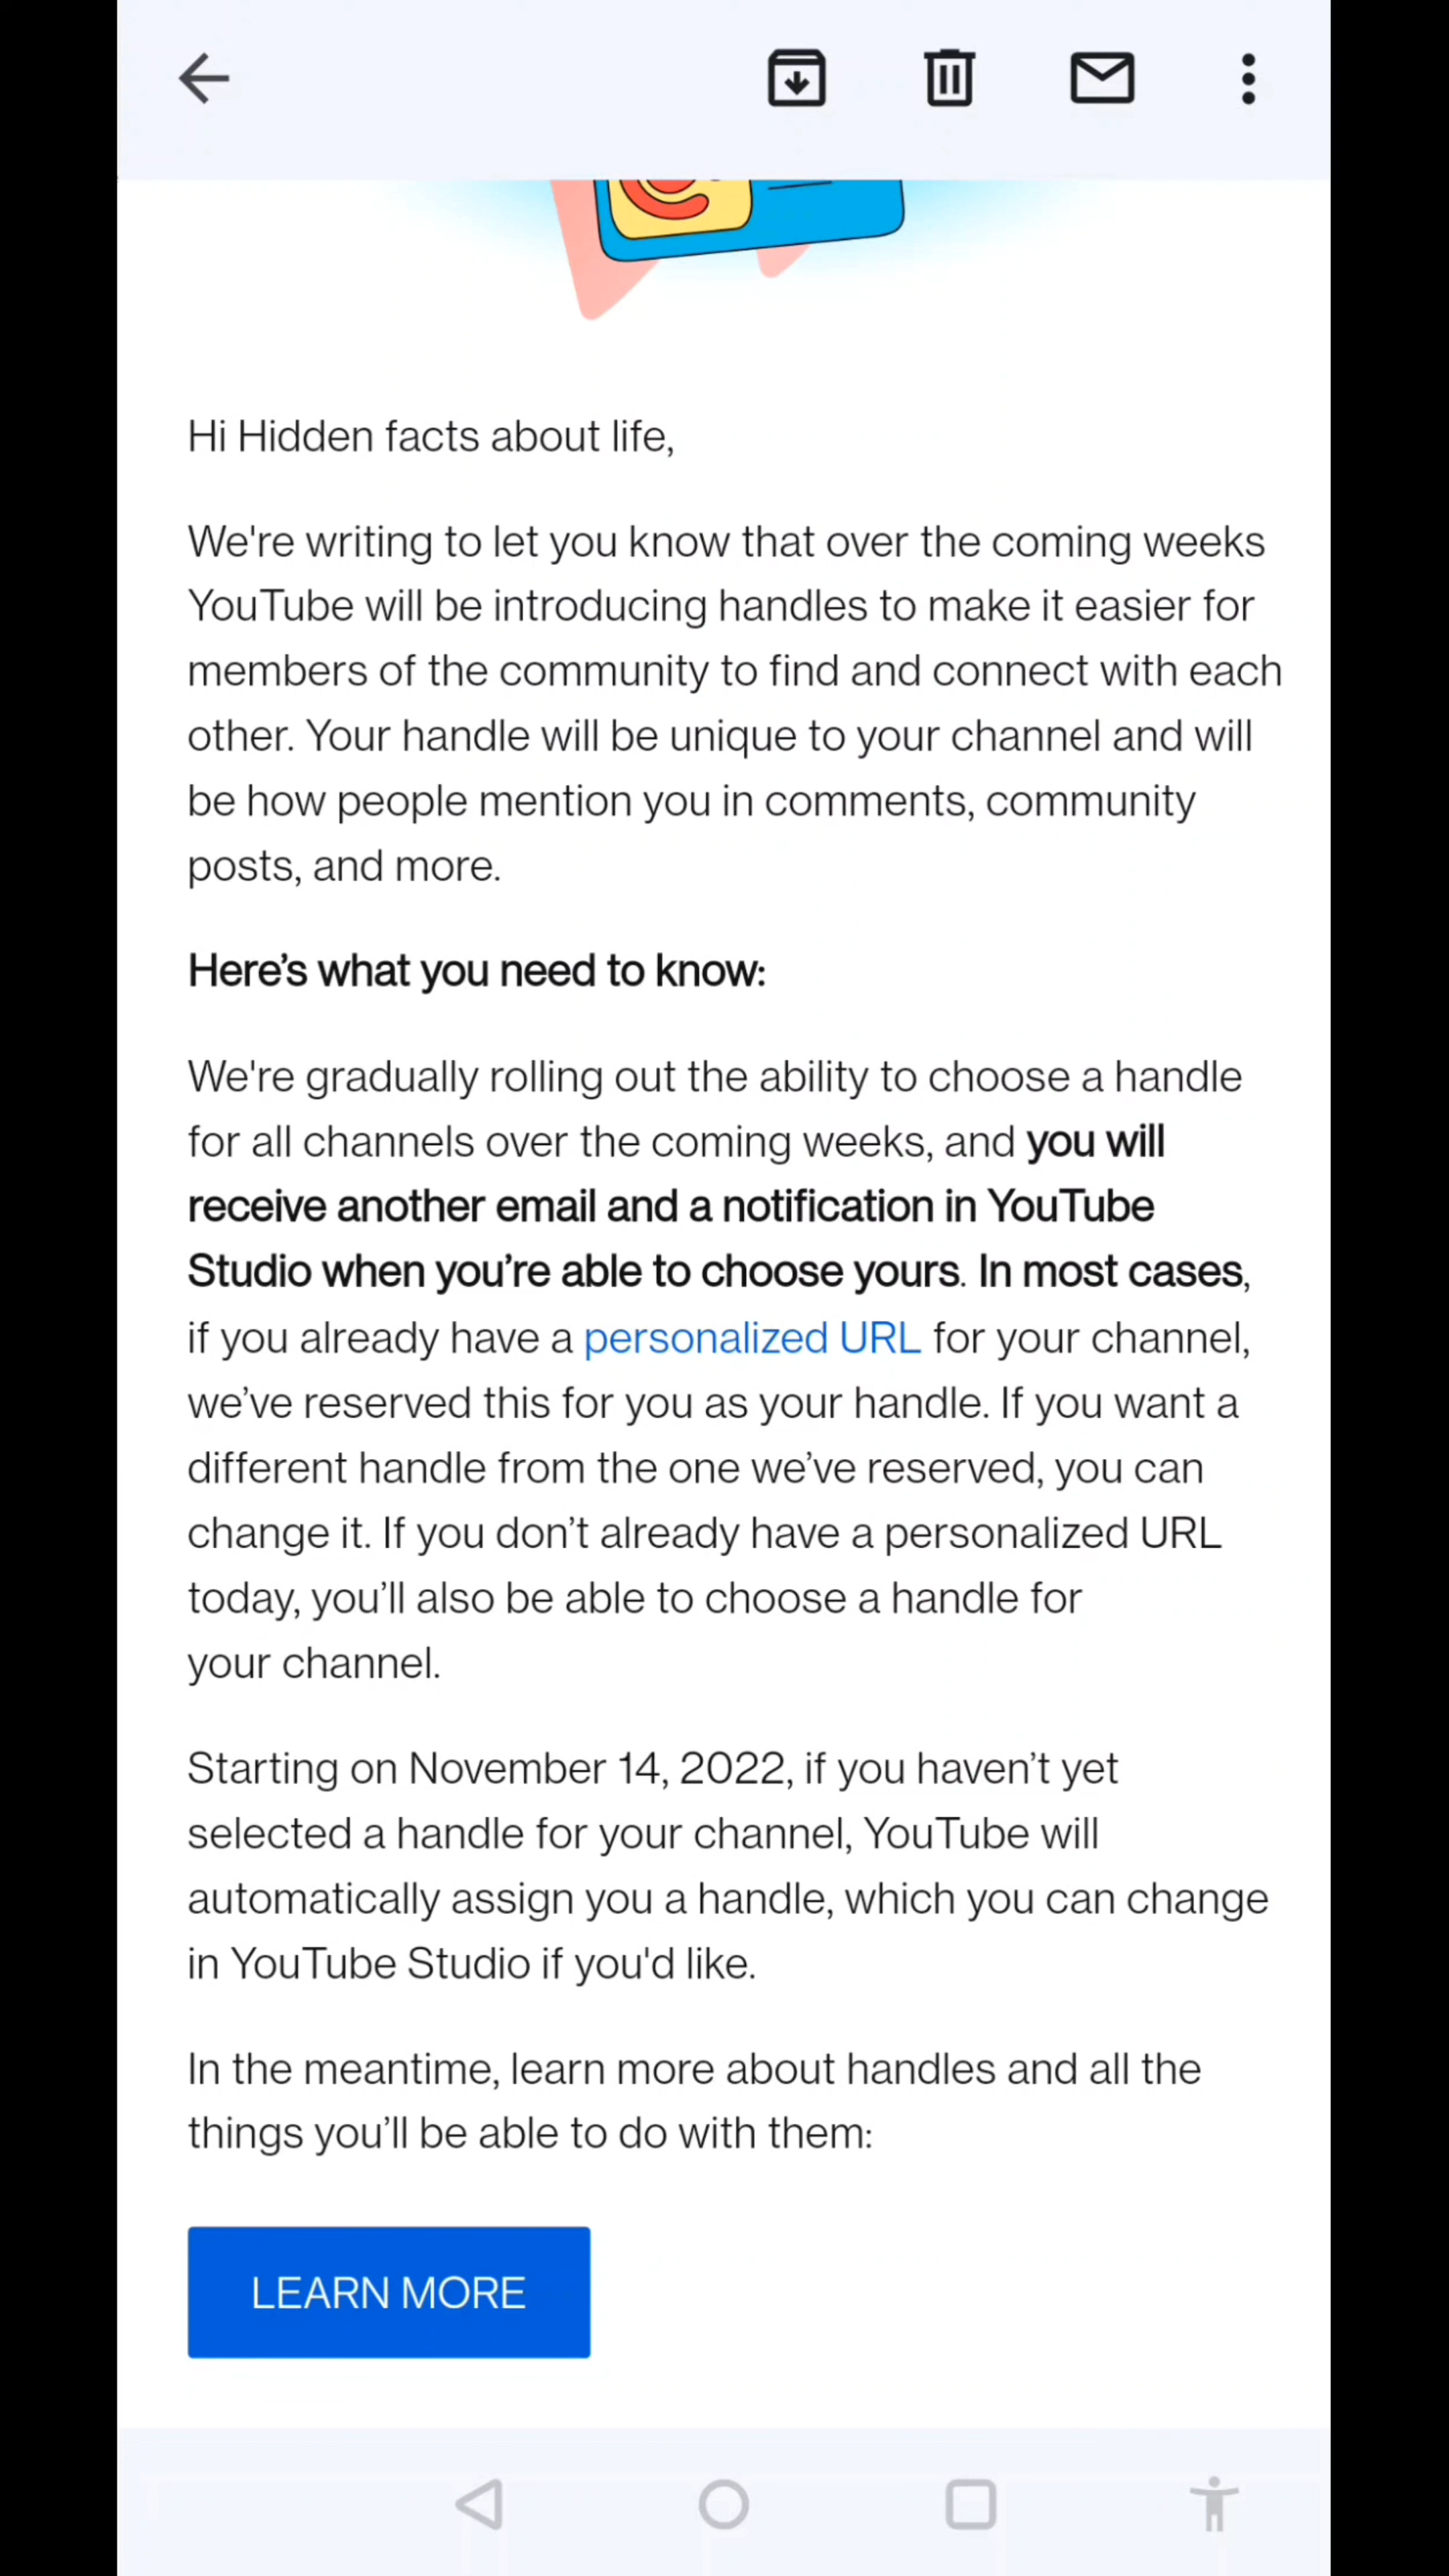 Hi Hidden facts about life,
We're writing to let you know that over the coming weeks
YouTube will be introducing handles to make it easier for
members of the community to find and connect with each
other. Your handle will be unique to your channel and will
be how people mention you in comments, community
posts, and more.
Here’s what you need to know:
We're gradually rolling out the ability to choose a handle
for all channels over the coming weeks, and you will
receive another email and a notification in YouTube
Studio when you’re able to choose yours. In most cases,
if you already have a personalized URL for your channel,
we’ve reserved this for you as your handle. If you want a
different handle from the one we’ve reserved, you can
change it. If you don’t already have a personalized URL
today, you’ll also be able to choose a handle for
your channel.
Starting on November 14, 2022, if you haven’t yet
selected a handle for your channel, YouTube will
automatically assign you a handle, which you can change
in YouTube Studio if you'd like.
In the meantime, learn more about handles and all the
things you’ll be able to do with them:
LEARN MORE